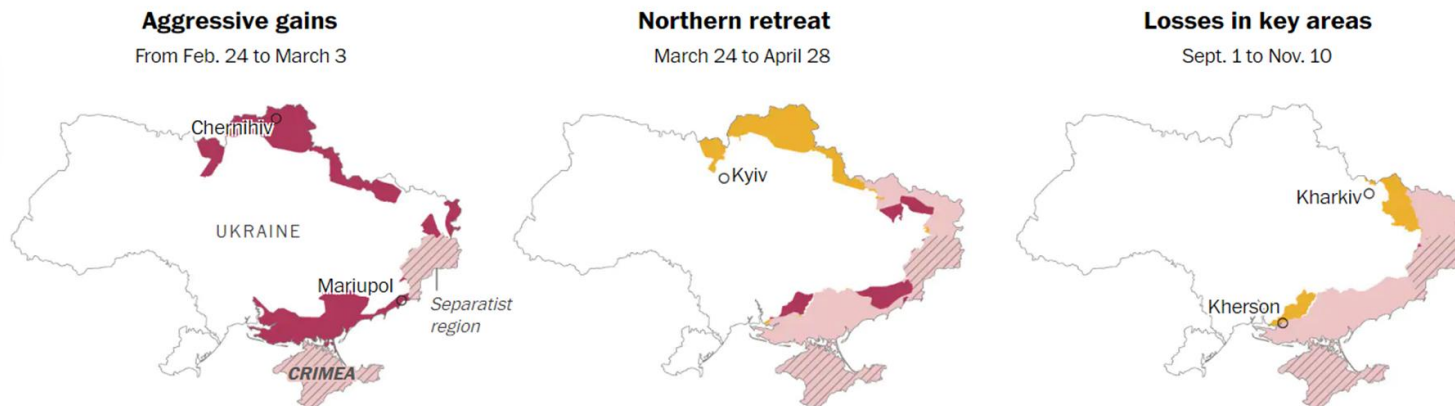 Aggressive gains
From Feb. 24 to March 3
Chernihiv
UKRAINE
Mariupol
Separatist
region
CRIMEA
Northern retreat
March 24 to April 28
Kyiv
Losses in key areas
Sept. 1 to Nov. 10
Kharkiv
Kherson